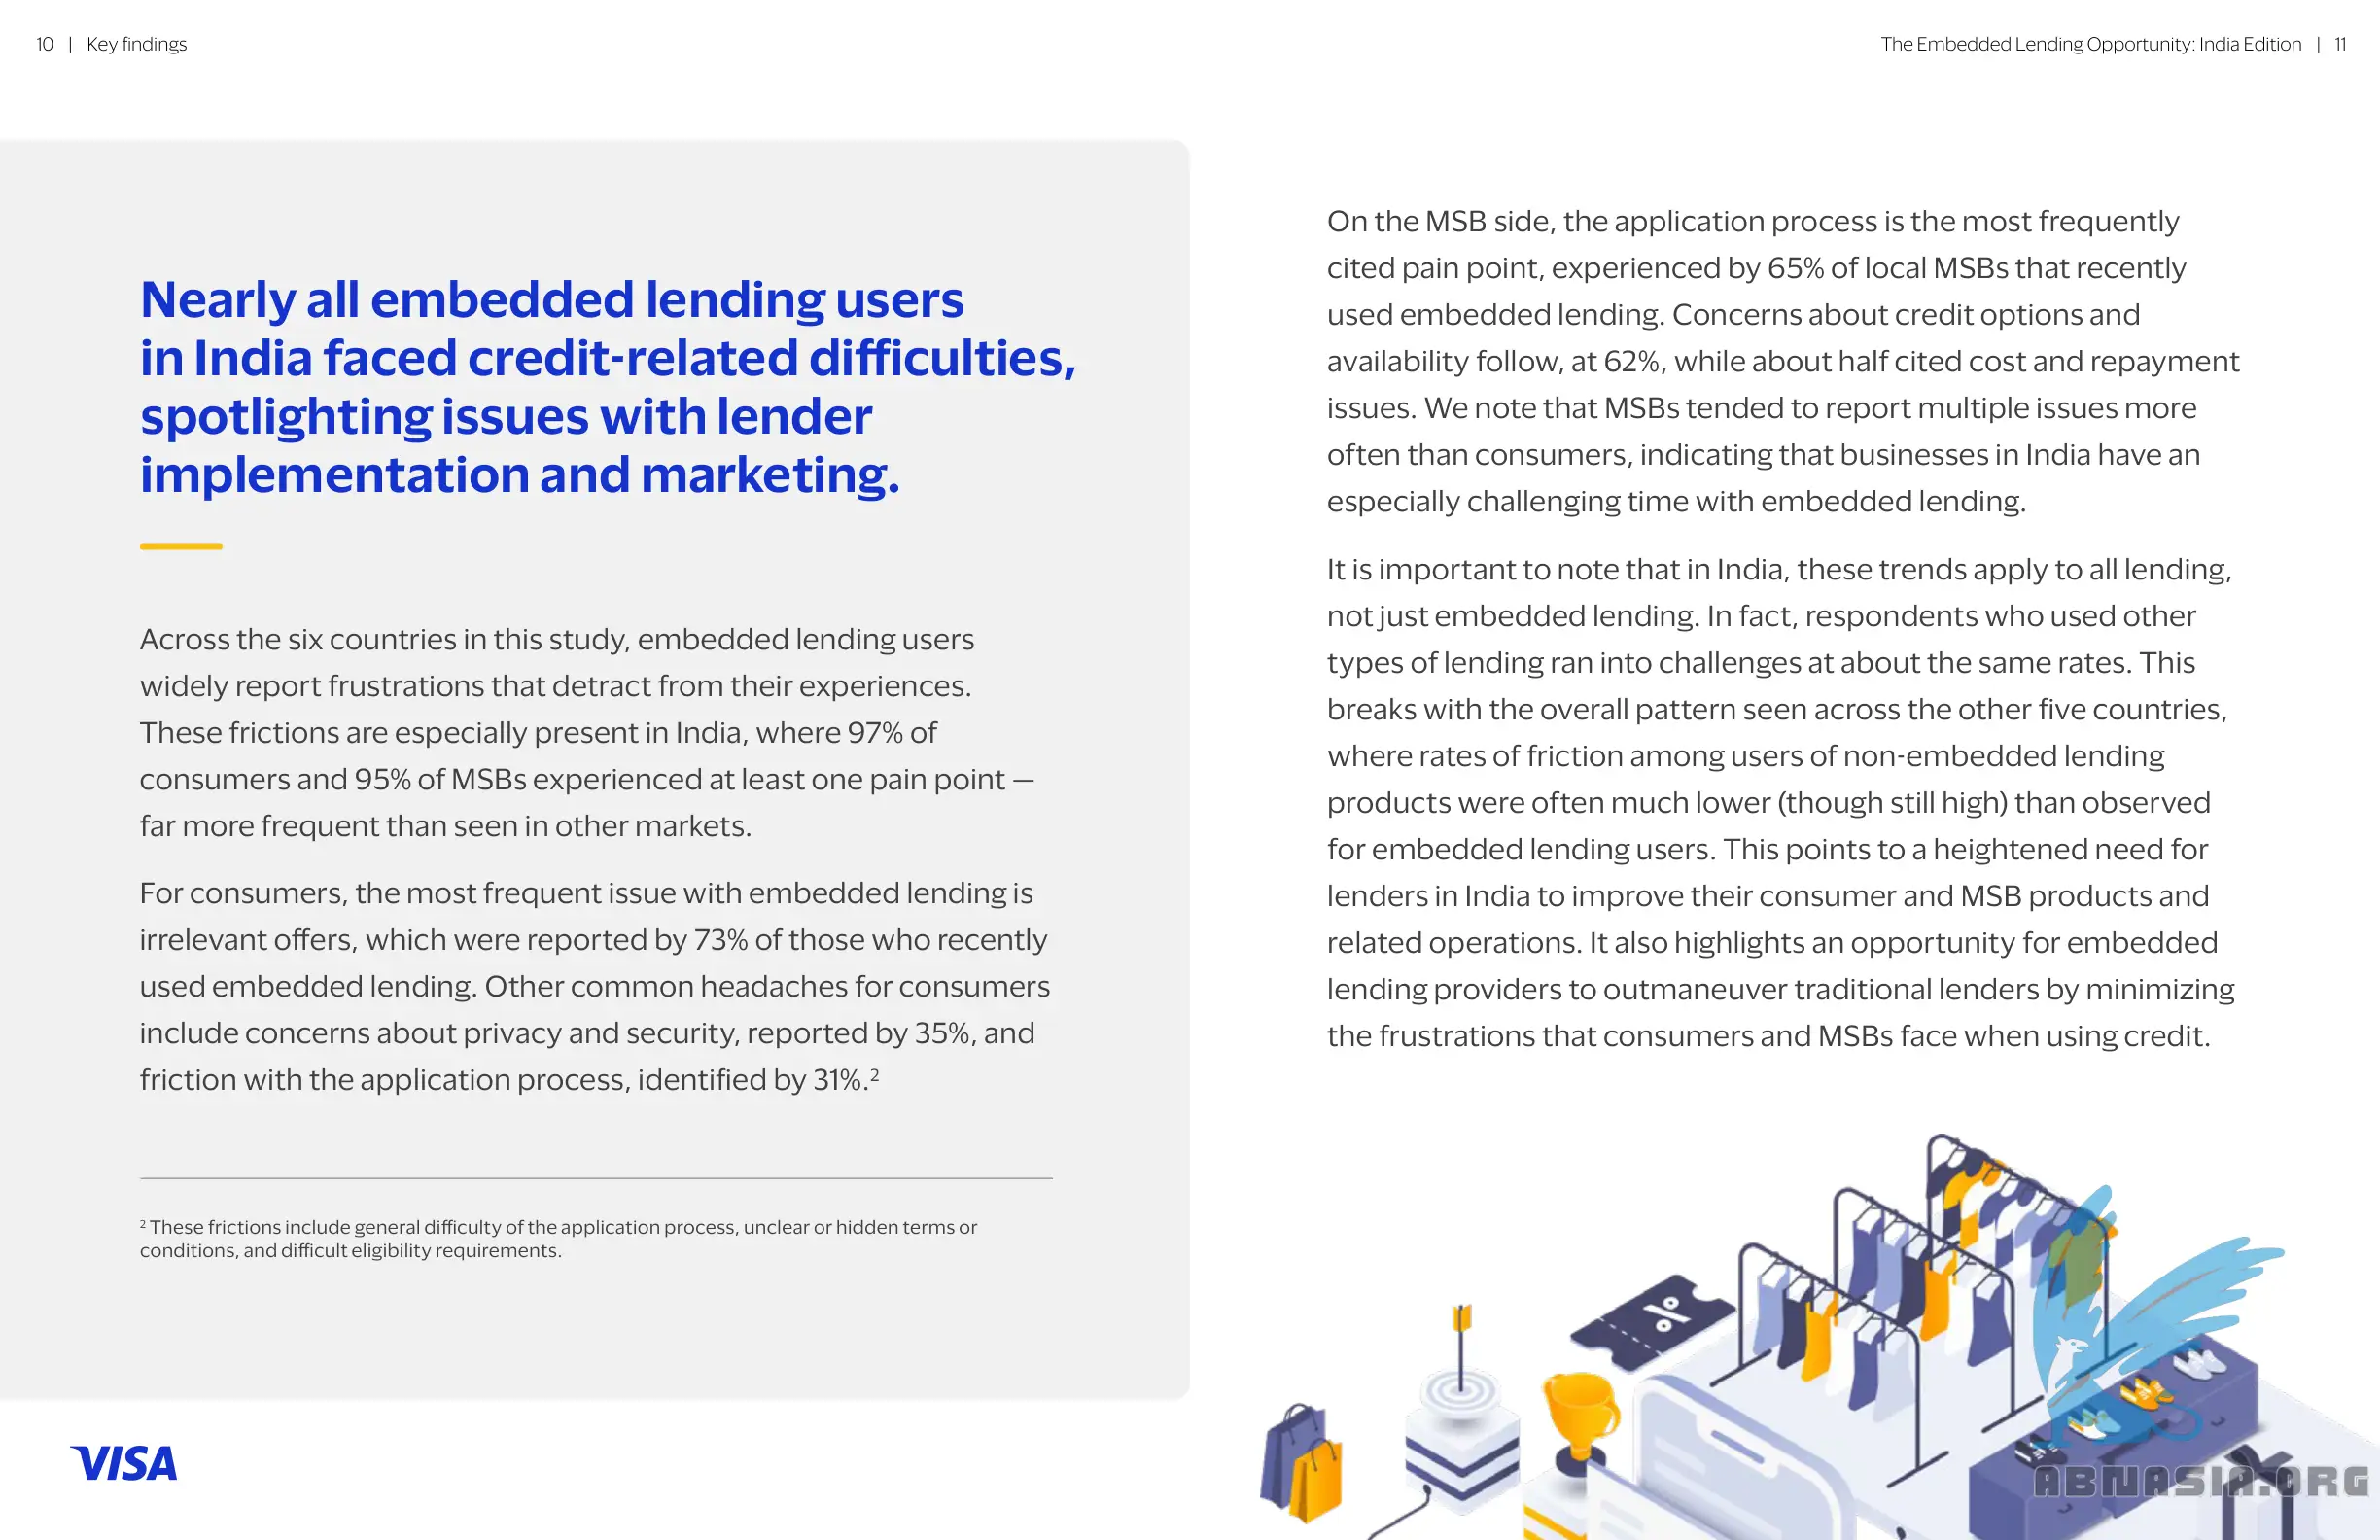 10 | Key findings
The Embedded Lending Opportunity: India Edition | 11
Nearly all embedded lending users
in India faced credit-related difficulties,
spotlighting issues with lender
implementation and marketing.
Across the six countries in this study, embedded lending users
widely report frustrations that detract from their experiences.
These frictions are especially present in India, where 97% of
consumers and 95% of MSBs experienced at least one pain point —
far more frequent than seen in other markets.
For consumers, the most frequent issue with embedded lending is
irrelevant offers, which were reported by 73% of those who recently
used embedded lending. Other common headaches for consumers
include concerns about privacy and security, reported by 35%, and
friction with the application process, identified by 31%.²
² These frictions include general difficulty of the application process, unclear or hidden terms or
conditions, and difficult eligibility requirements.
VISA
On the MSB side, the application process is the most frequently
cited pain point, experienced by 65% of local MSBs that recently
used embedded lending. Concerns about credit options and
availability follow, at 62%, while about half cited cost and repayment
issues. We note that MSBs tended to report multiple issues more
often than consumers, indicating that businesses in India have an
especially challenging time with embedded lending.
It is important to note that in India, these trends apply to all lending,
not just embedded lending. In fact, respondents who used other
types of lending ran into challenges at about the same rates. This
breaks with the overall pattern seen across the other five countries,
where rates of friction among users of non-embedded lending
products were often much lower (though still high) than observed
for embedded lending users. This points to a heightened need for
lenders in India to improve their consumer and MSB products and
related operations. It also highlights an opportunity for embedded
lending providers to outmaneuver traditional lenders by minimizing
the frustrations that consumers and MSBs face when using credit.
%
ABNASIA.ORG